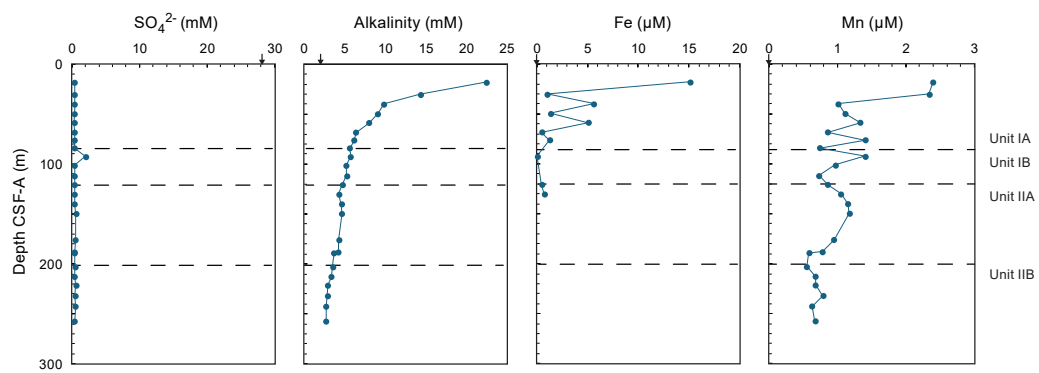 SO₄²⁻ (mM) Alkalinity (mM) Fe (µM) Mn (µM)
0 10 20 30 0 5 10 15 20 25 0 5 10 15 20 0 1 2 3
0
100
200
300
Depth CSF-A (m)
Unit IA
Unit IB
Unit IIA
Unit IIB